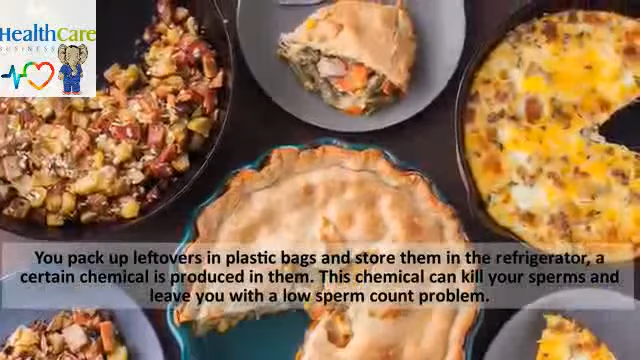 HealthCare
BUSINESS
You pack up leftovers in plastic bags and store them in the refrigerator, a
certain chemical is produced in them. This chemical can kill your sperms and
leave you with a low sperm count problem.